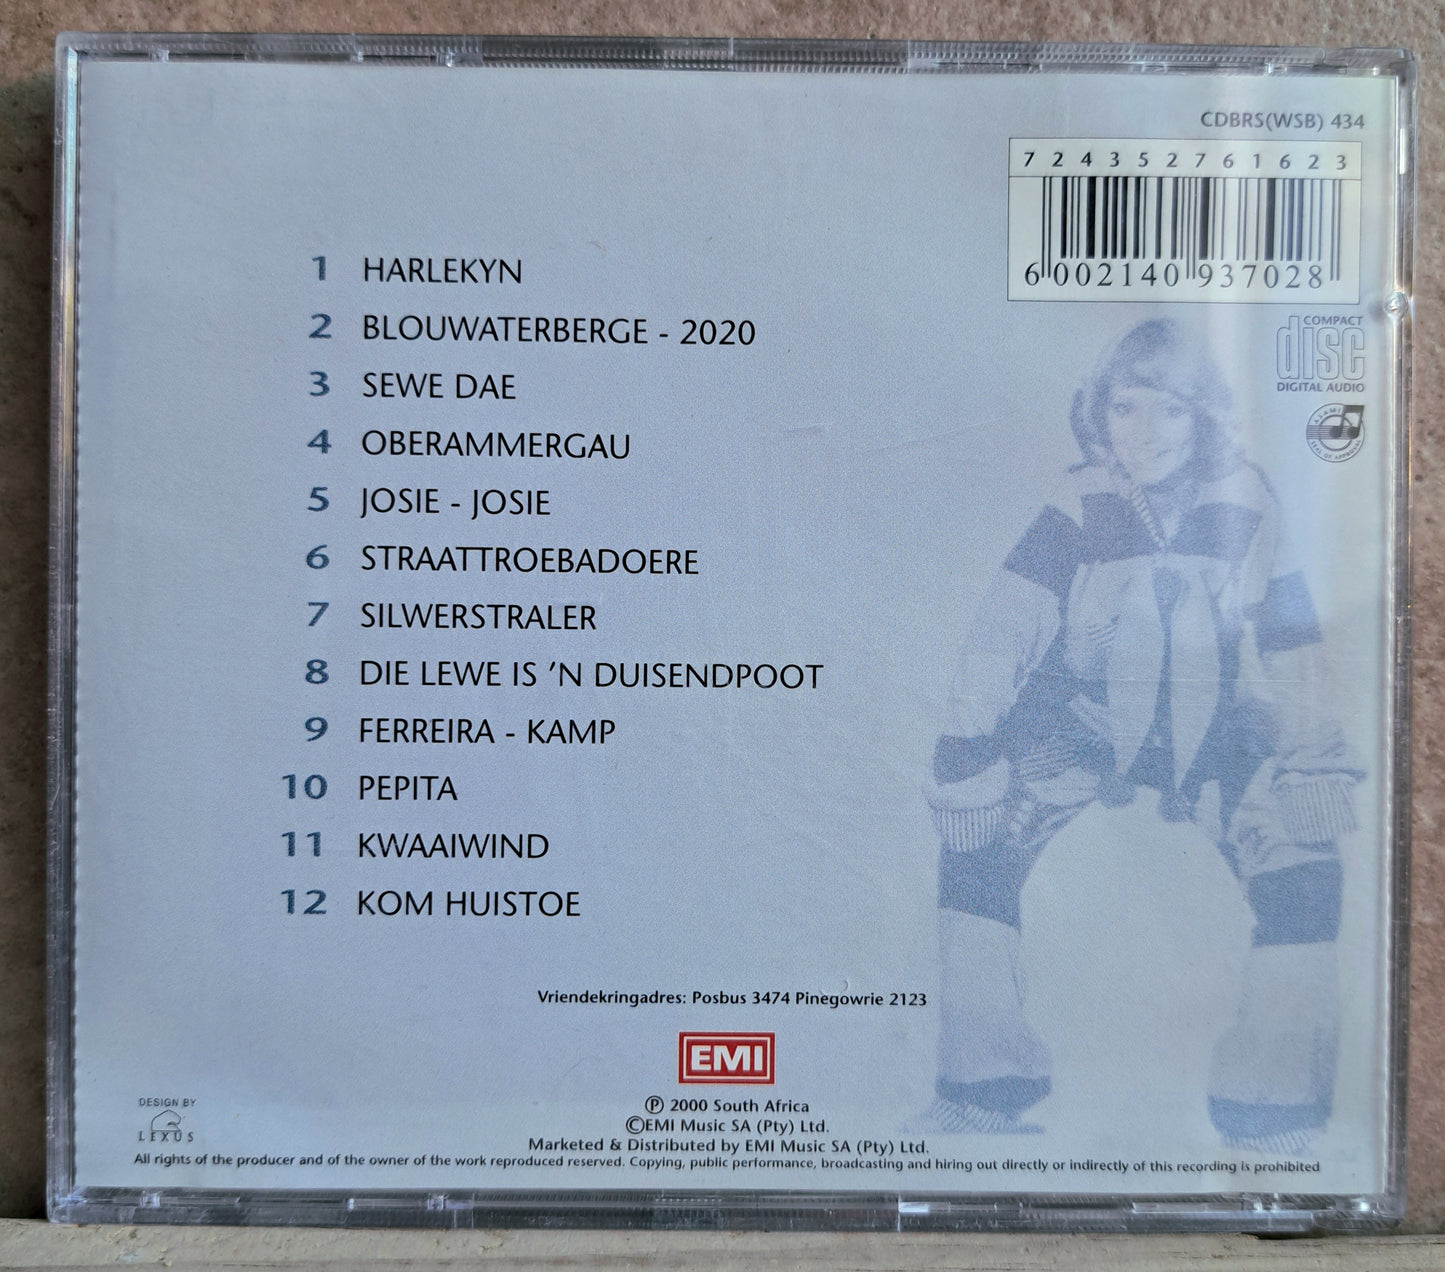 CDBRS(WSB) 434
7 2 4 3 5 2 7 6 1 6 2 3
6 002140 937028
COMPACT
disc
DIGITAL AUDIO
ASAMI
SEAL OF APPROVAL
1 HARLEKYN
2 BLOUWATERBERGE - 2020
3 SEWE DAE
4 OBERAMMERGAU
5 JOSIE - JOSIE
6 STRAATTROEBADOERE
7 SILWERSTRALER
8 DIE LEWE IS ’N DUISENDPOOT
9 FERREIRA - KAMP
10 PEPITA
11 KWAAIWIND
12 KOM HUISTOE
Vriendekringadres: Posbus 3474 Pinegowrie 2123
EMI
Ⓟ 2000 South Africa
©EMI Music SA (Pty) Ltd.
Marketed & Distributed by EMI Music SA (Pty) Ltd.
DESIGN BY
LEXUS
All rights of the producer and of the owner of the work reproduced reserved. Copying, public performance, broadcasting and hiring out directly or indirectly of this recording is prohibited